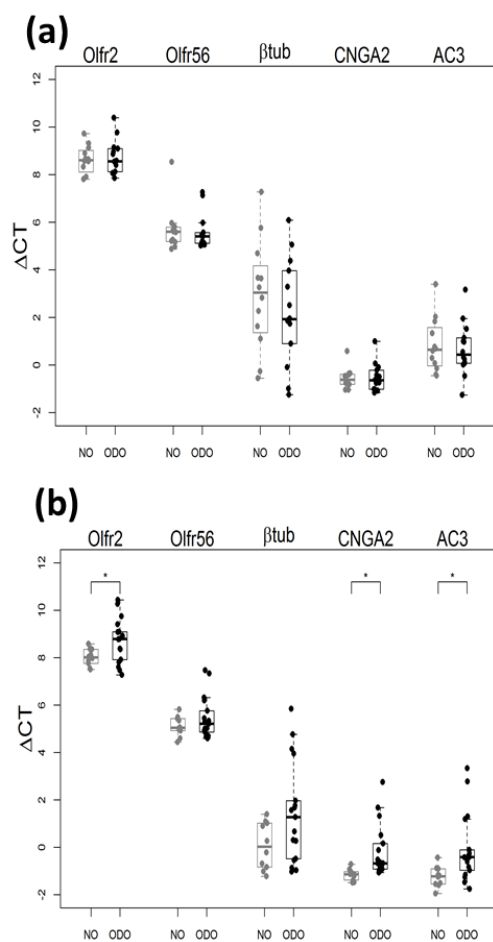 (a)
Olfr2 Olfr56 βtub CNGA2 AC3
12
10
8
6
4
2
0
-2
ΔCT
NO ODO NO ODO NO ODO NO ODO NO ODO
(b)
Olfr2 Olfr56 βtub CNGA2 AC3
12
* * *
10
8
6
4
2
0
-2
ΔCT
NO ODO NO ODO NO ODO NO ODO NO ODO